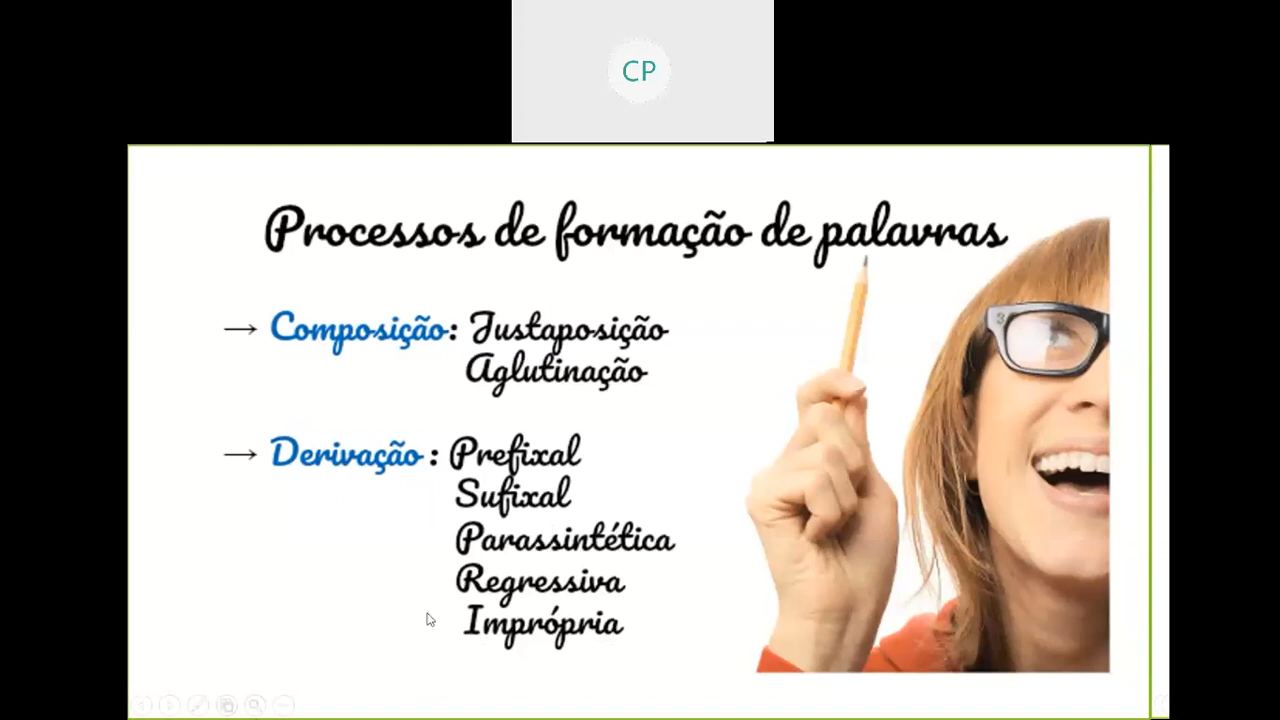 CP
Processos de formação de palavras
→ Composição: Justaposição
Aglutinação
→ Derivação : Prefixal
Sufixal
Parassintética
Regressiva
Imprópria